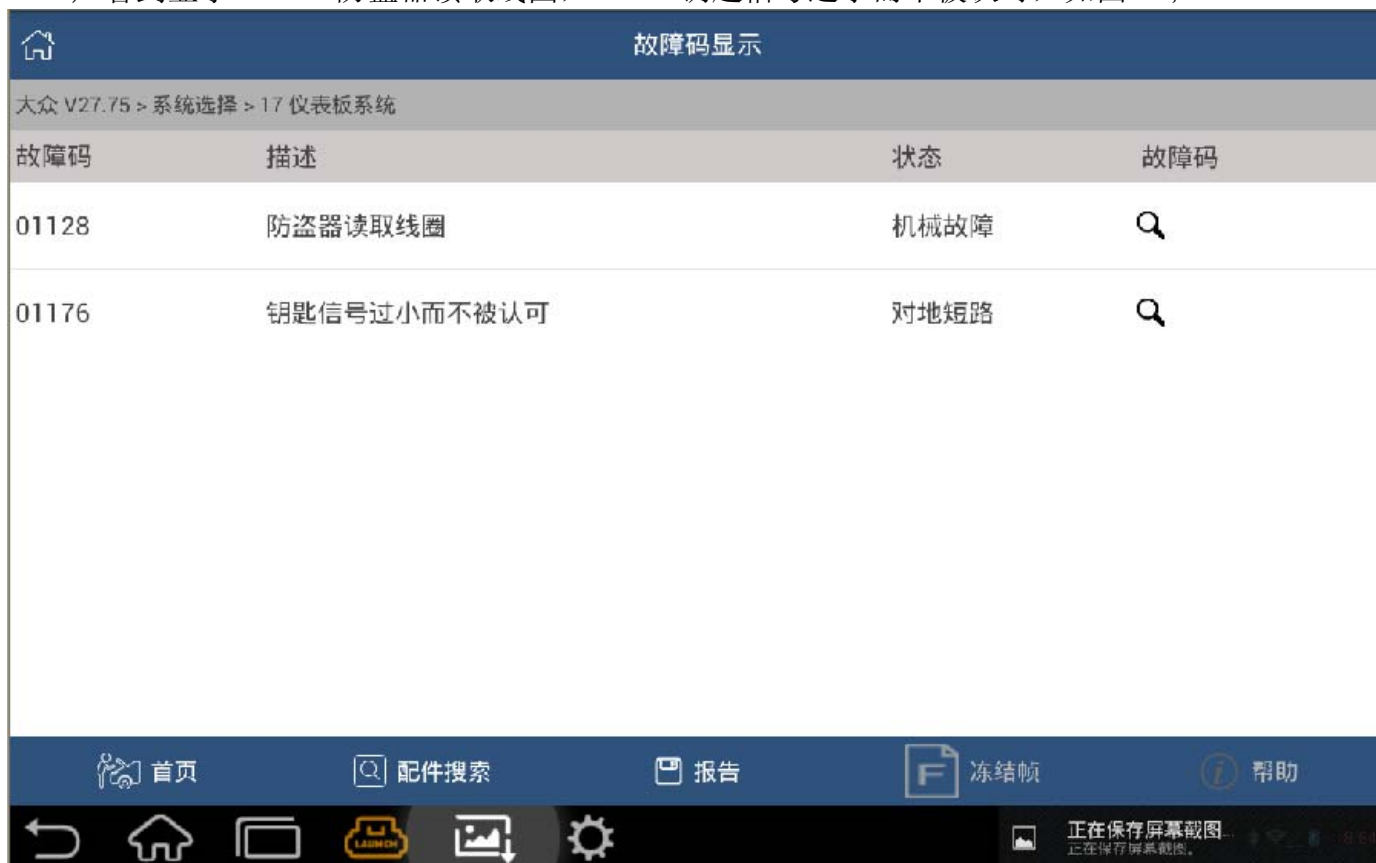 故障码显示
大众 V27.75 > 系统选择 > 17 仪表板系统
故障码 描述 状态 故障码
01128 防盗器读取线圈 机械故障
01176 钥匙信号过小而不被认可 对地短路
首页 配件搜索 报告 F 冻结帧 i 帮助
LAUNCH 正在保存屏幕截图...
正在保存屏幕截图。